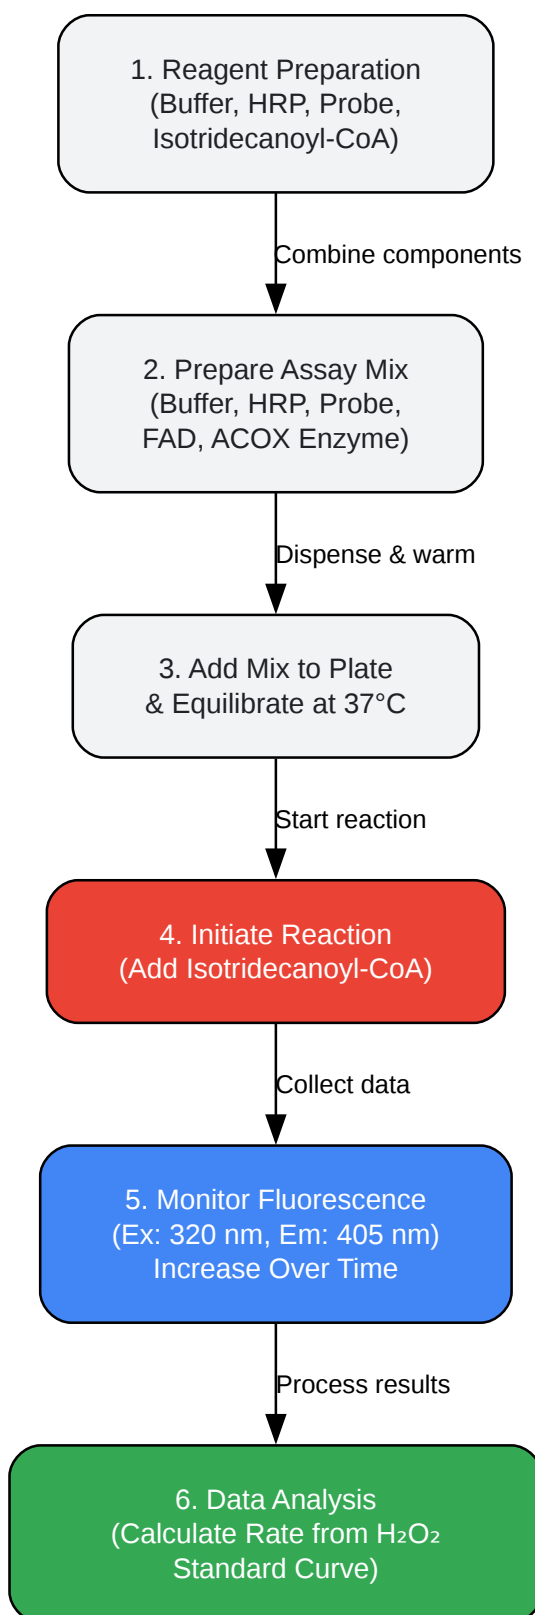 1. Reagent Preparation
(Buffer, HRP, Probe,
Isotridecanoyl-CoA)
Combine components
2. Prepare Assay Mix
(Buffer, HRP, Probe,
FAD, ACOX Enzyme)
Dispense & warm
3. Add Mix to Plate
& Equilibrate at 37°C
Start reaction
4. Initiate Reaction
(Add Isotridecanoyl-CoA)
Collect data
5. Monitor Fluorescence
(Ex: 320 nm, Em: 405 nm)
Increase Over Time
Process results
6. Data Analysis
(Calculate Rate from H₂O₂
Standard Curve)